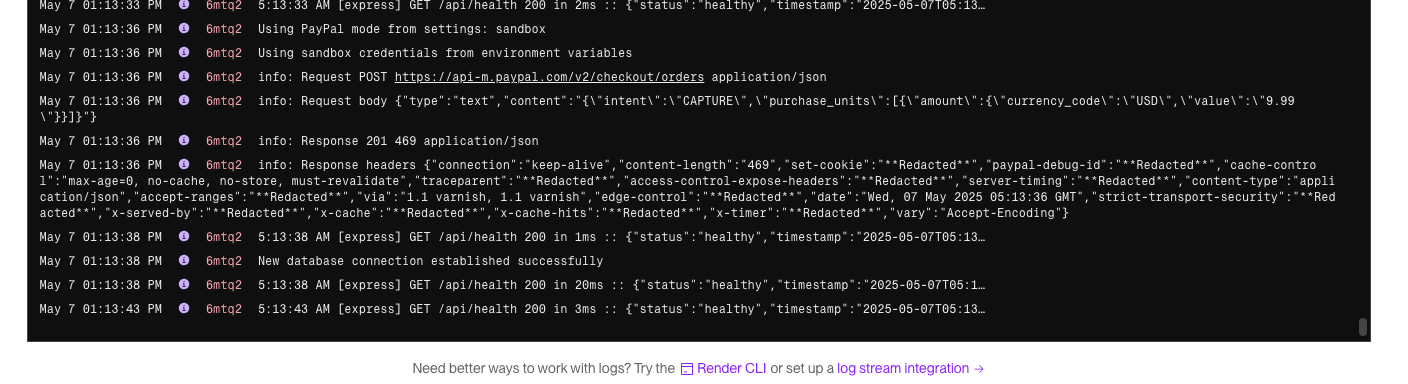 May 7 01:13:33 PM 6mtq2 5:13:33 AM [express] GET /api/health 200 in 2ms :: {"status":"healthy","timestamp":"2025-05-07T05:13…
May 7 01:13:36 PM 6mtq2 Using PayPal mode from settings: sandbox
May 7 01:13:36 PM 6mtq2 Using sandbox credentials from environment variables
May 7 01:13:36 PM 6mtq2 info: Request POST https://api-m.paypal.com/v2/checkout/orders application/json
May 7 01:13:36 PM 6mtq2 info: Request body {"type":"text","content":"{\"intent\":\"CAPTURE\",\"purchase_units\":[{\"amount\":{\"currency_code\":\"USD\",\"value\":\"9.99
\"}}]}"}
May 7 01:13:36 PM 6mtq2 info: Response 201 469 application/json
May 7 01:13:36 PM 6mtq2 info: Response headers {"connection":"keep-alive","content-length":"469","set-cookie":"**Redacted**","paypal-debug-id":"**Redacted**","cache-contro
l":"max-age=0, no-cache, no-store, must-revalidate","traceparent":"**Redacted**","access-control-expose-headers":"**Redacted**","server-timing":"**Redacted**","content-type":"appli
cation/json","accept-ranges":"**Redacted**","via":"1.1 varnish, 1.1 varnish","edge-control":"**Redacted**","date":"Wed, 07 May 2025 05:13:36 GMT","strict-transport-security":"**Red
acted**","x-served-by":"**Redacted**","x-cache":"**Redacted**","x-cache-hits":"**Redacted**","x-timer":"**Redacted**","vary":"Accept-Encoding"}
May 7 01:13:38 PM 6mtq2 5:13:38 AM [express] GET /api/health 200 in 1ms :: {"status":"healthy","timestamp":"2025-05-07T05:13…
May 7 01:13:38 PM 6mtq2 New database connection established successfully
May 7 01:13:38 PM 6mtq2 5:13:38 AM [express] GET /api/health 200 in 20ms :: {"status":"healthy","timestamp":"2025-05-07T05:1…
May 7 01:13:43 PM 6mtq2 5:13:43 AM [express] GET /api/health 200 in 3ms :: {"status":"healthy","timestamp":"2025-05-07T05:13…
Need better ways to work with logs? Try the Render CLI or set up a log stream integration →